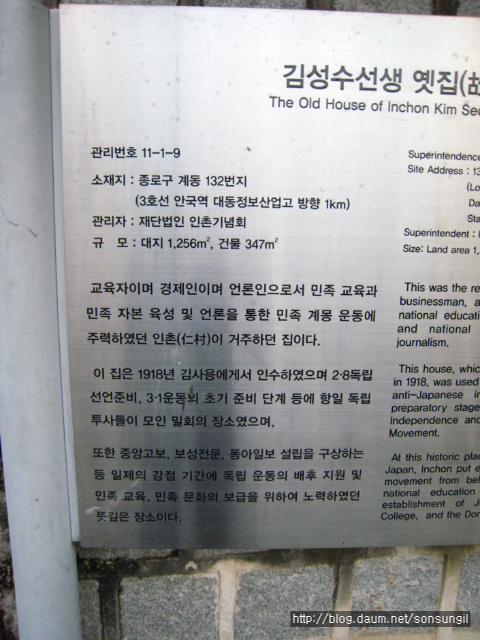 김성수선생 옛집(故
The Old House of Inchon Kim Seo
관리번호 11-1-9
소재지 : 종로구 계동 132번지
(3호선 안국역 대동정보산업고 방향 1km)
관리자 : 재단법인 인촌기념회
규 모 : 대지 1,256㎡, 건물 347㎡
교육자이며 경제인이며 언론인으로서 민족 교육과
민족 자본 육성 및 언론을 통한 민족 계몽 운동에
주력하였던 인촌(仁村)이 거주하던 집이다.
이 집은 1918년 김사용에게서 인수하였으며 2·8독립
선언준비, 3·1운동의 초기 준비 단계 등에 항일 독립
투사들이 모인 밀회의 장소였으며,
또한 중앙고보, 보성전문, 동아일보 설립을 구상하는
등 일제의 강점 기간에 독립 운동의 배후 지원 및
민족 교육, 민족 문화의 보급을 위하여 노력하였던
뜻깊은 장소이다.
Superintendence
Site Address : 13
(Lo
Da
Sta
Superintendent : I
Size: Land area 1,
This was the re
businessman, a
national educati
and national
journalism.
This house, whic
in 1918, was used
anti-Japanese in
preparatory stage
Independence and
Movement.
At this historic pla
Japan, Inchon put e
movement from beh
national education
establishment of J
College, and the Don
http://blog.daum.net/sonsungil